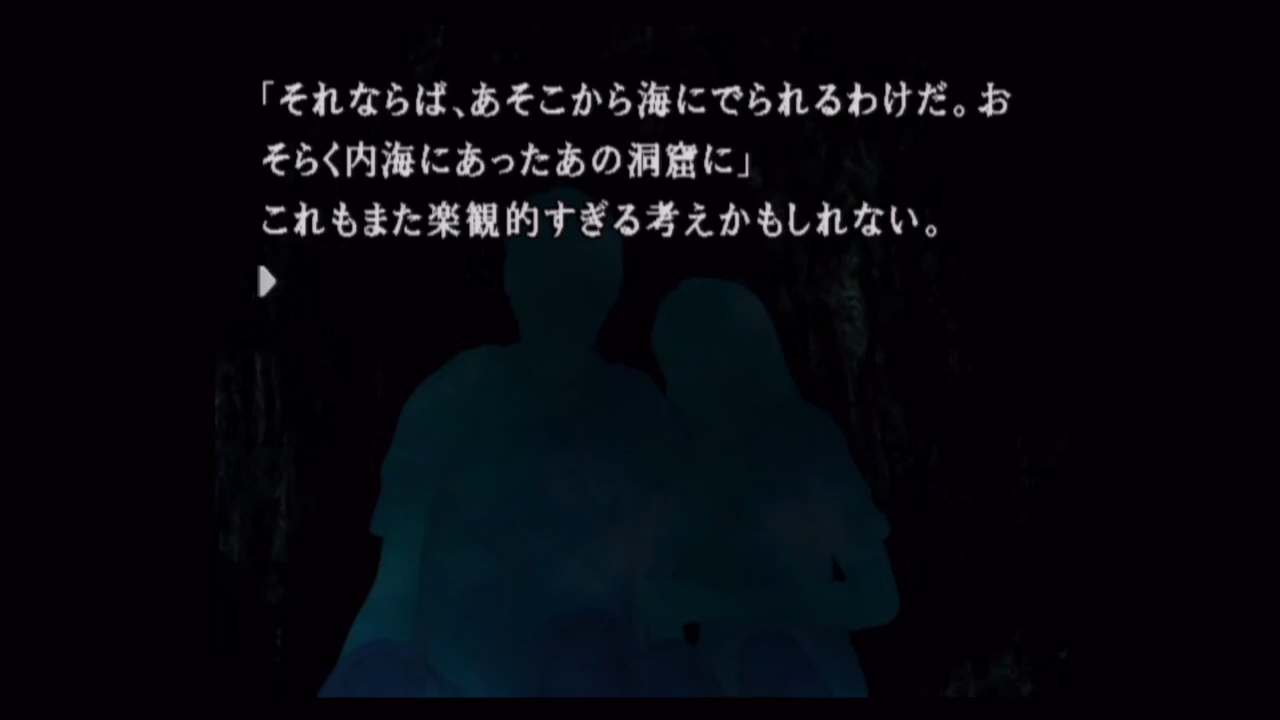 「それならば、あそこから海にでられるわけだ。お
そらく内海にあったあの洞窟に」
これもまた楽観的すぎる考えかもしれない。